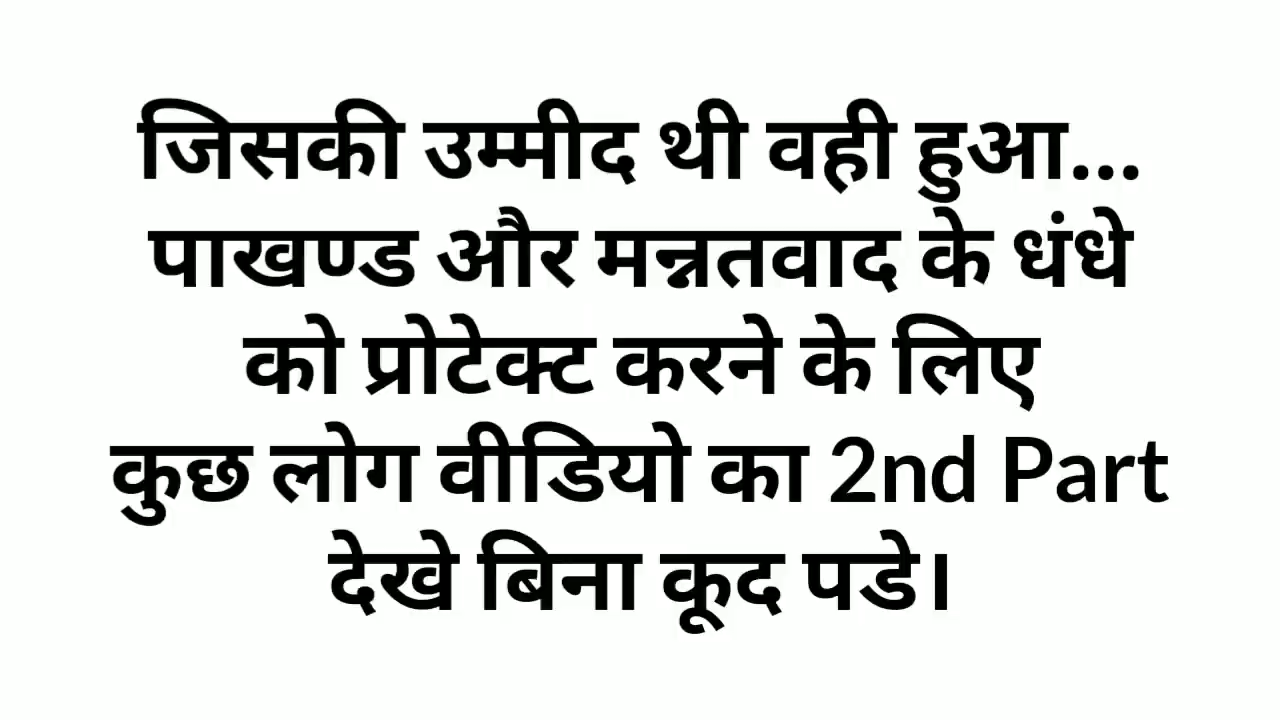 जिसकी उम्मीद थी वही हुआ...
पाखण्ड और मन्नतवाद के धंधे
को प्रोटेक्ट करने के लिए
कुछ लोग वीडियो का 2nd Part
देखे बिना कूद पडे।